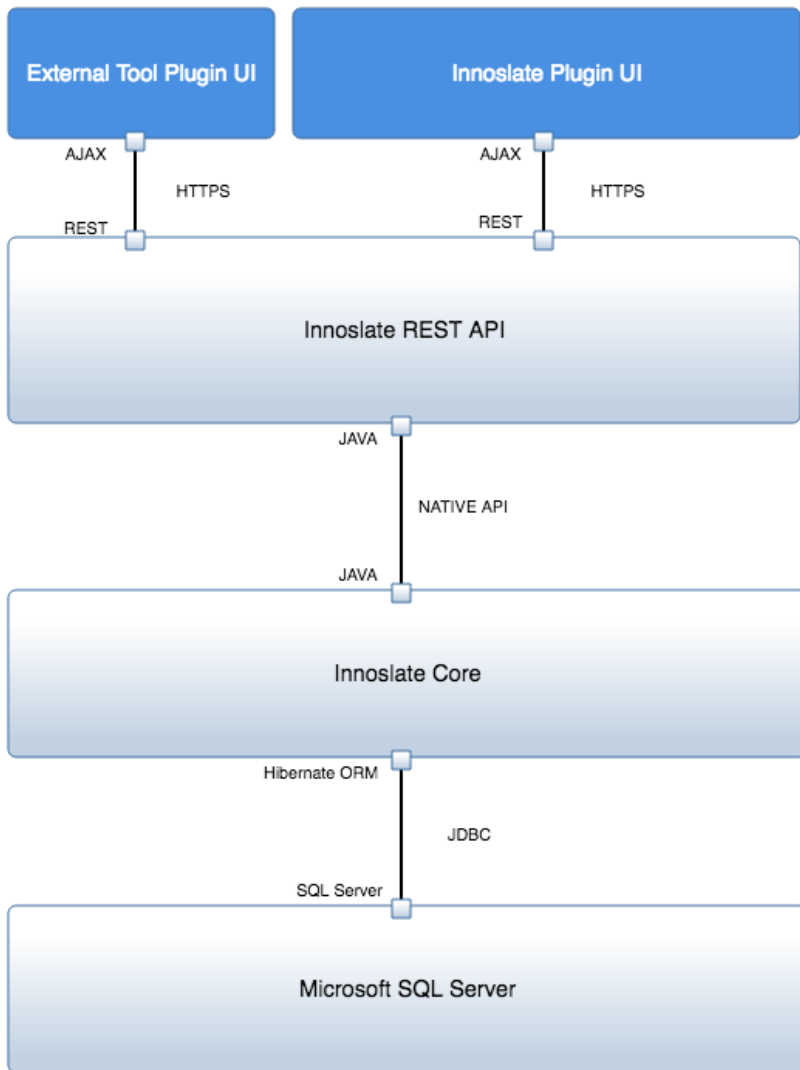 External Tool Plugin UI
Innoslate Plugin UI
AJAX
AJAX
HTTPS
HTTPS
REST
REST
Innoslate REST API
JAVA
NATIVE API
JAVA
Innoslate Core
Hibernate ORM
JDBC
SQL Server
Microsoft SQL Server